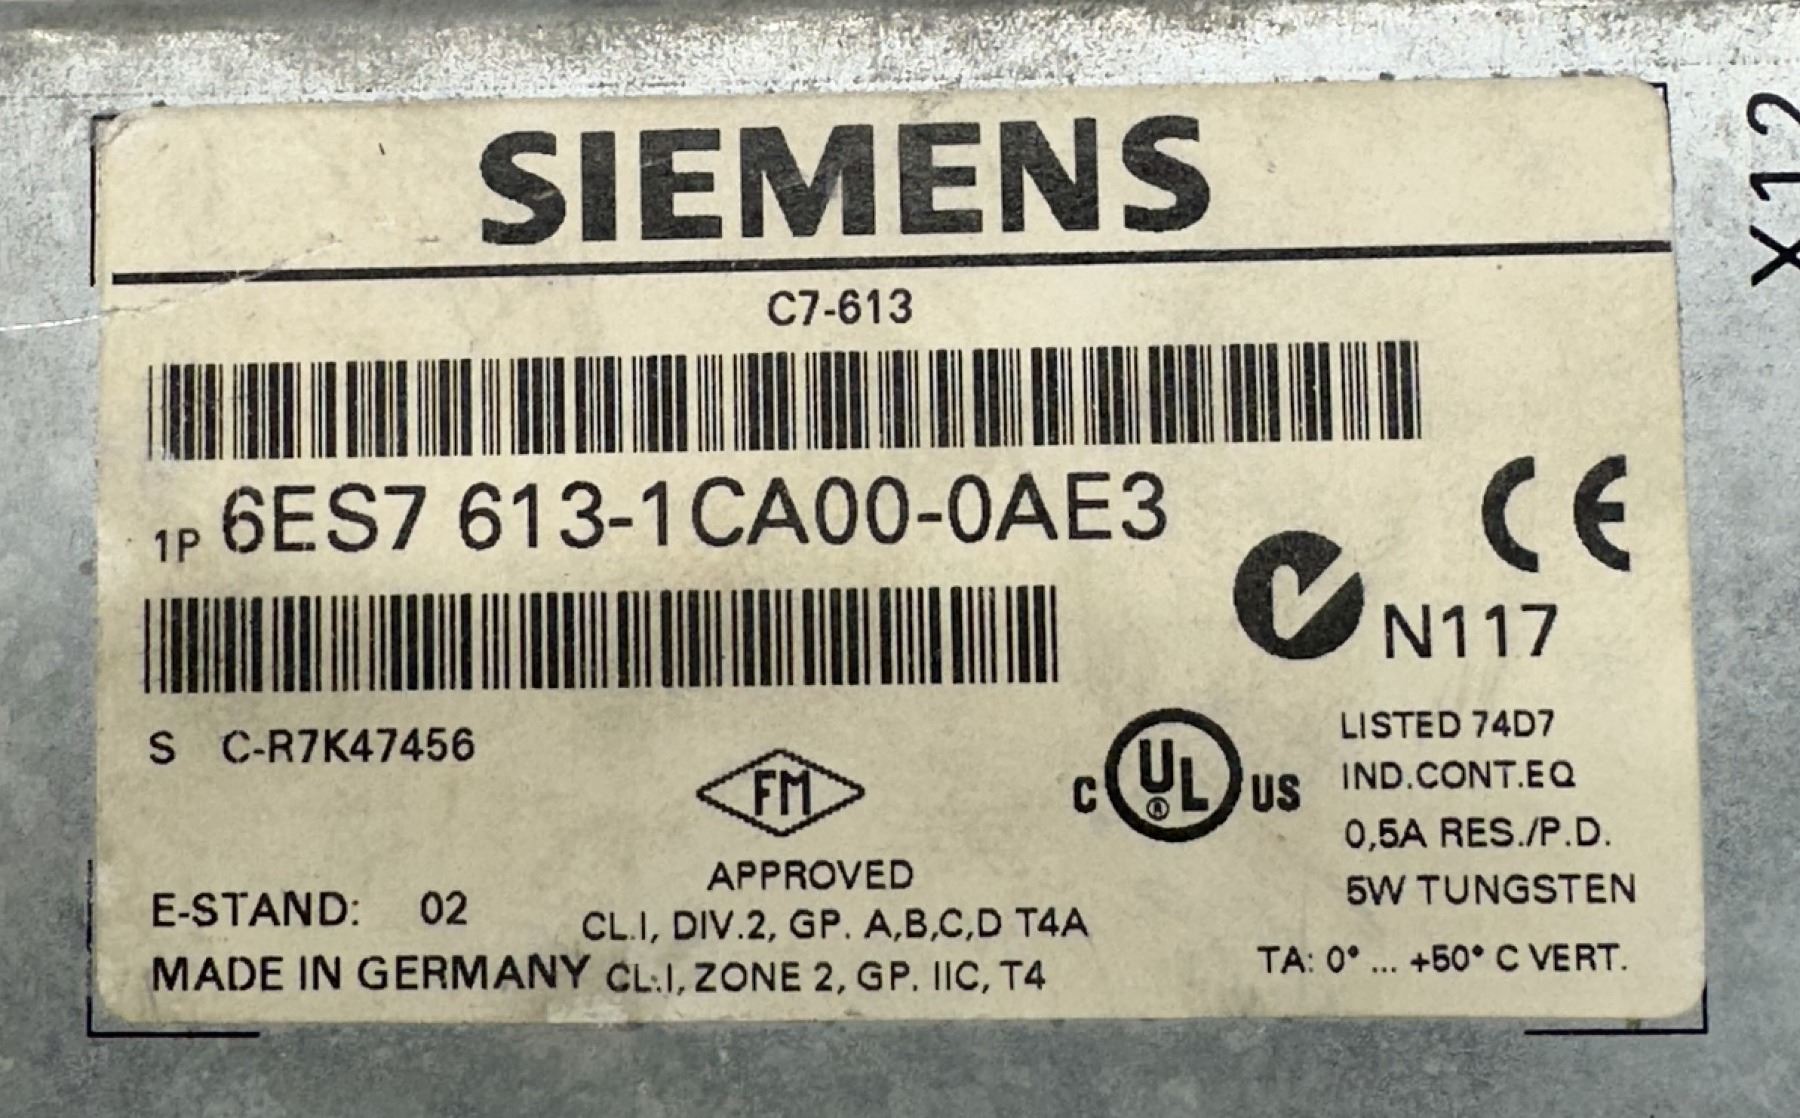 SIEMENS
C7-613
1P 6ES7 613-1CA00-0AE3
CE
N117
S C-R7K47456
FM
APPROVED
CL.I, DIV.2, GP. A,B,C,D T4A
CL.I, ZONE 2, GP. IIC, T4
C UL® US
LISTED 74D7
IND.CONT.EQ
0,5A RES./P.D.
5W TUNGSTEN
E-STAND: 02
MADE IN GERMANY
TA: 0° ... +50° C VERT.
X12